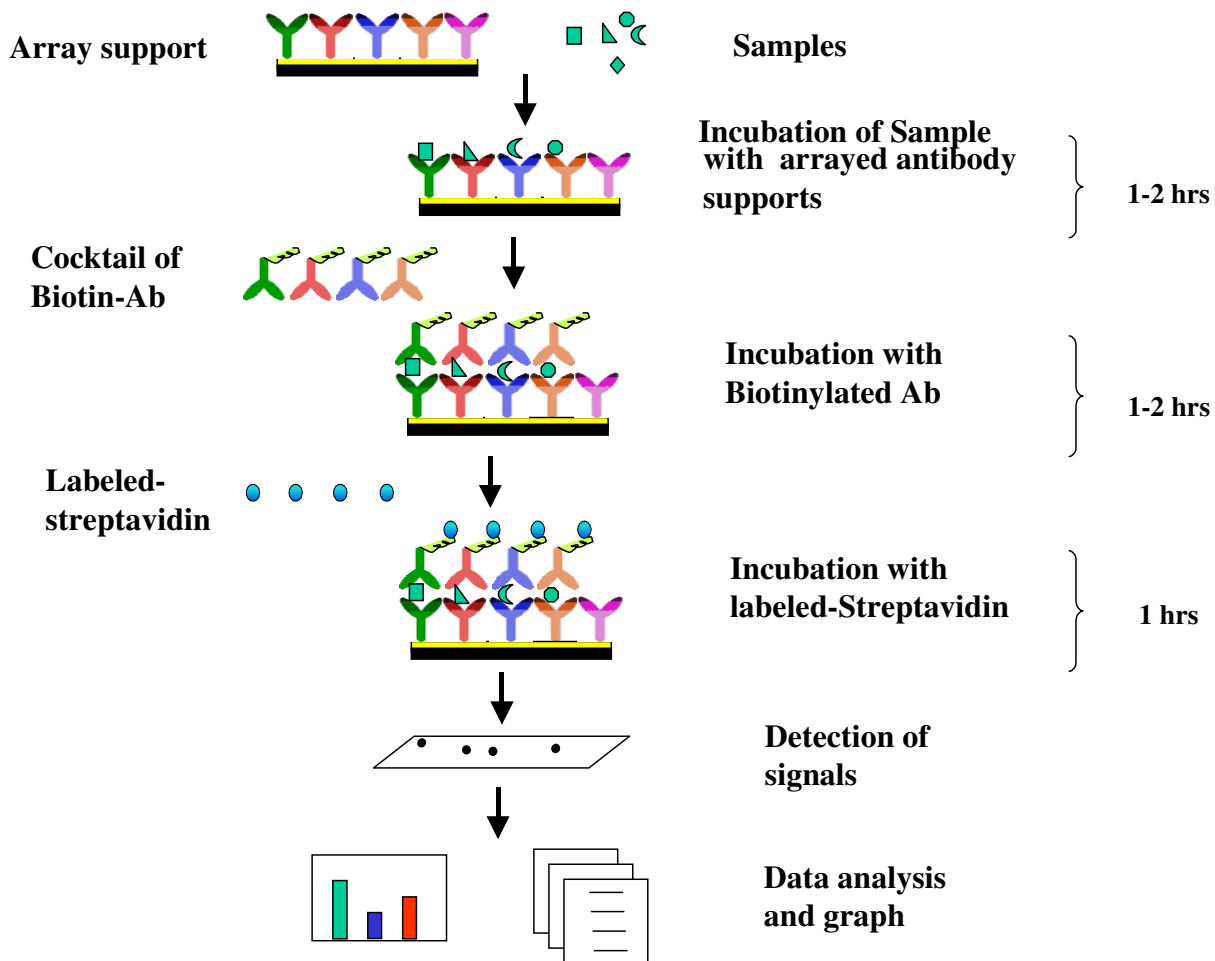 Array support
Samples
Incubation of Sample
with  arrayed antibody
supports
1-2 hrs
Cocktail of
Biotin-Ab
Incubation with
Biotinylated Ab
1-2 hrs
Labeled-
streptavidin
Incubation with
labeled-Streptavidin
1 hrs
Detection of
signals
Data analysis
and graph